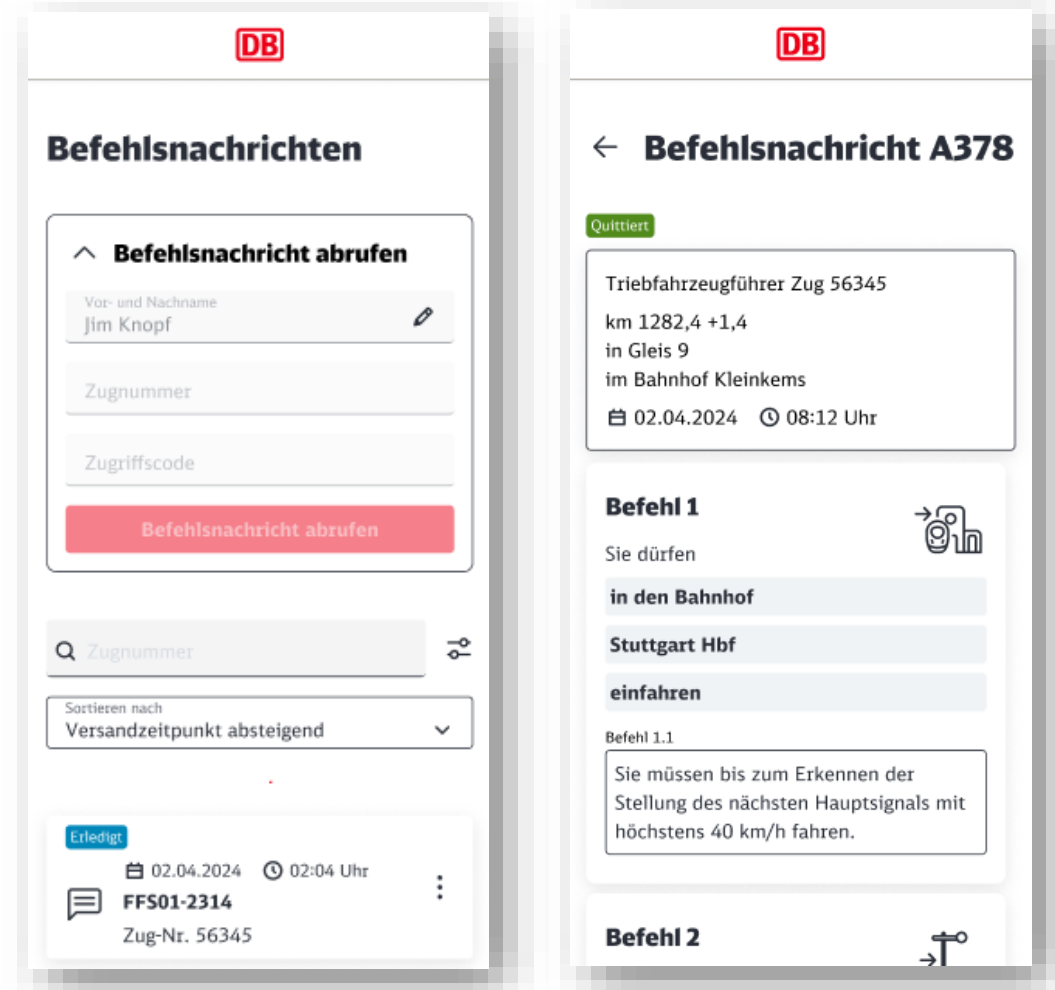 DB
Befehlsnachrichten
Befehlsnachricht abrufen
Vor- und Nachname
Jim Knopf
Zugnummer
Zugriffscode
Befehlsnachricht abrufen
Zugnummer
Sortieren nach
Versandzeitpunkt absteigend
Erledigt
02.04.2024 02:04 Uhr
FFS01-2314
Zug-Nr. 56345
DB
Befehlsnachricht A378
Quittiert
Triebfahrzeugführer Zug 56345
km 1282,4 +1,4
in Gleis 9
im Bahnhof Kleinkems
02.04.2024 08:12 Uhr
Befehl 1
Sie dürfen
in den Bahnhof
Stuttgart Hbf
einfahren
Befehl 1.1
Sie müssen bis zum Erkennen der
Stellung des nächsten Hauptsignals mit
höchstens 40 km/h fahren.
Befehl 2